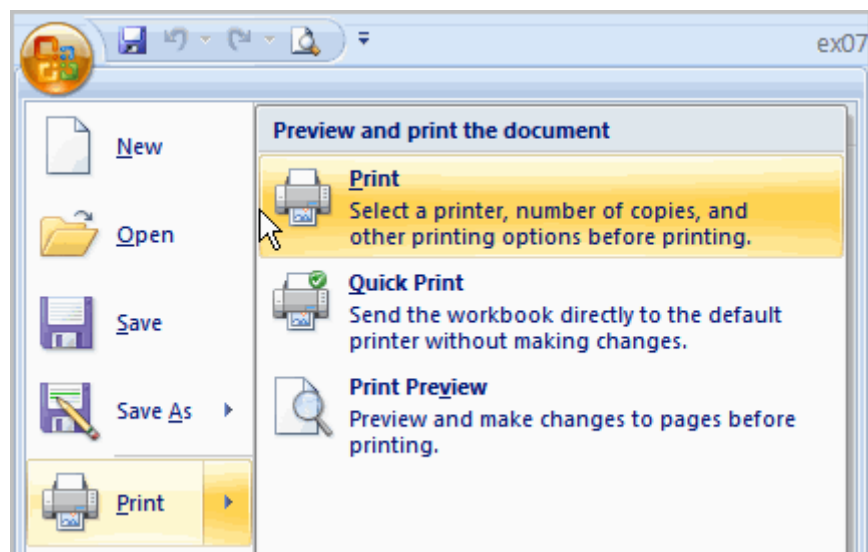 ex07
New
Open
Save
Save As
Print
Preview and print the document
Print
Select a printer, number of copies, and
other printing options before printing.
Quick Print
Send the workbook directly to the default
printer without making changes.
Print Preview
Preview and make changes to pages before
printing.